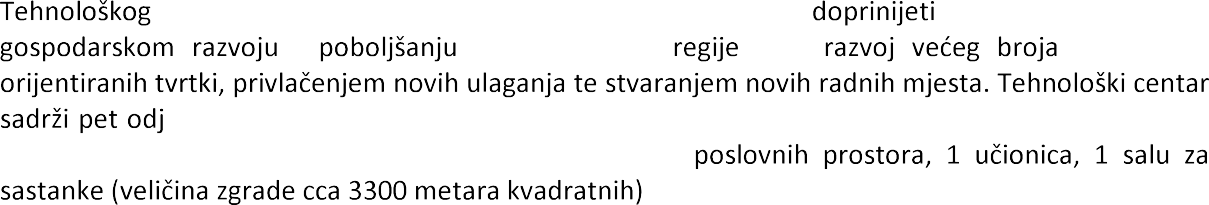 Tehnološkog doprinijeti
gospodarskom razvoju poboljšanju regije razvoj većeg broja
orijentiranih tvrtki, privlačenjem novih ulaganja te stvaranjem novih radnih mjesta. Tehnološki centar
sadrži pet odj
poslovnih prostora, 1 učionica, 1 salu za
sastanke (veličina zgrade cca 3300 metara kvadratnih)